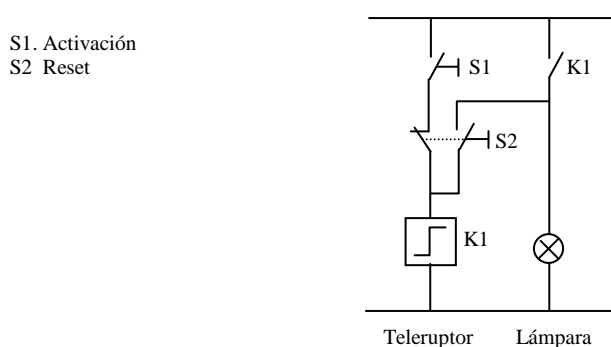 S1. Activación
S2 Reset
S1
K1
S2
K1
Teleruptor Lámpara